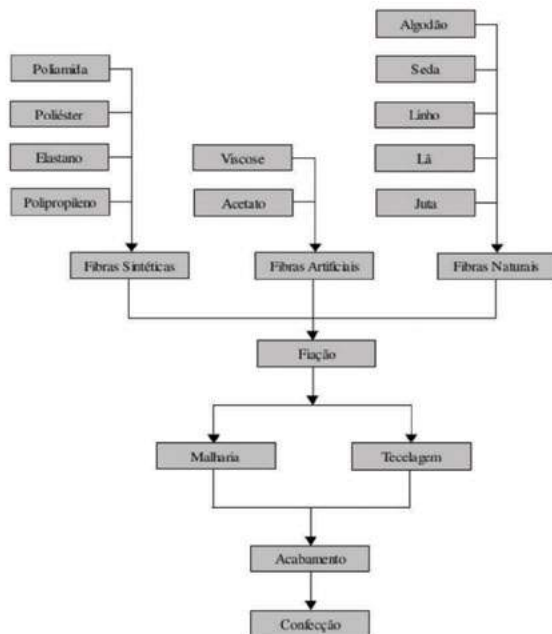 Algodão
Poliamida
Seda
Poliéster
Linho
Elastano
Viscose
Lã
Polipropileno
Acetato
Juta
Fibras Sintéticas
Fibras Artificiais
Fibras Naturais
Fiação
Malharia
Tecelagem
Acabamento
Confecção